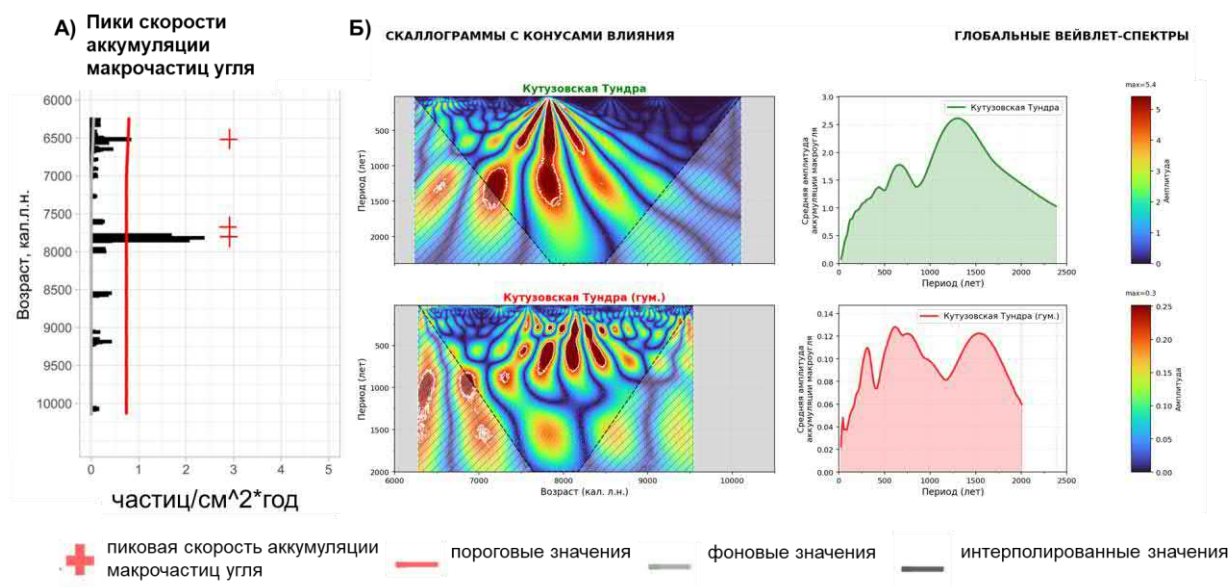 А) Пики скорости
аккумуляции
макрочастиц угля
6000
6500
7000
7500
8000
8500
9000
9500
10000
Возраст, кал.л.н.
0 1 2 3 4 5
частиц/см^2*год
Б) СКАЛЛОГРАММЫ С КОНУСАМИ ВЛИЯНИЯ
ГЛОБАЛЬНЫЕ ВЕЙВЛЕТ-СПЕКТРЫ
Кутузовская Тундра
500
1000
1500
2000
Период (лет)
Кутузовская Тундра
3.0
2.5
2.0
1.5
1.0
0.5
0.0
Средняя амплитуда
аккумуляции макроугля
0 500 1000 1500 2000 2500
Период (лет)
max=5.4
5
4
3
2
1
0
Амплитуда
Кутузовская Тундра (гум.)
500
1000
1500
2000
Период (лет)
6000 7000 8000 9000 10000
Возраст (кал. л.н.)
Кутузовская Тундра (гум.)
0.14
0.12
0.10
0.08
0.06
0.04
0.02
0.00
Средняя амплитуда
аккумуляции макроугля
0 500 1000 1500 2000 2500
Период (лет)
max=0.3
0.25
0.20
0.15
0.10
0.05
0.00
Амплитуда
пиковая скорость аккумуляции
макрочастиц угля
пороговые значения
фоновые значения
интерполированные значения